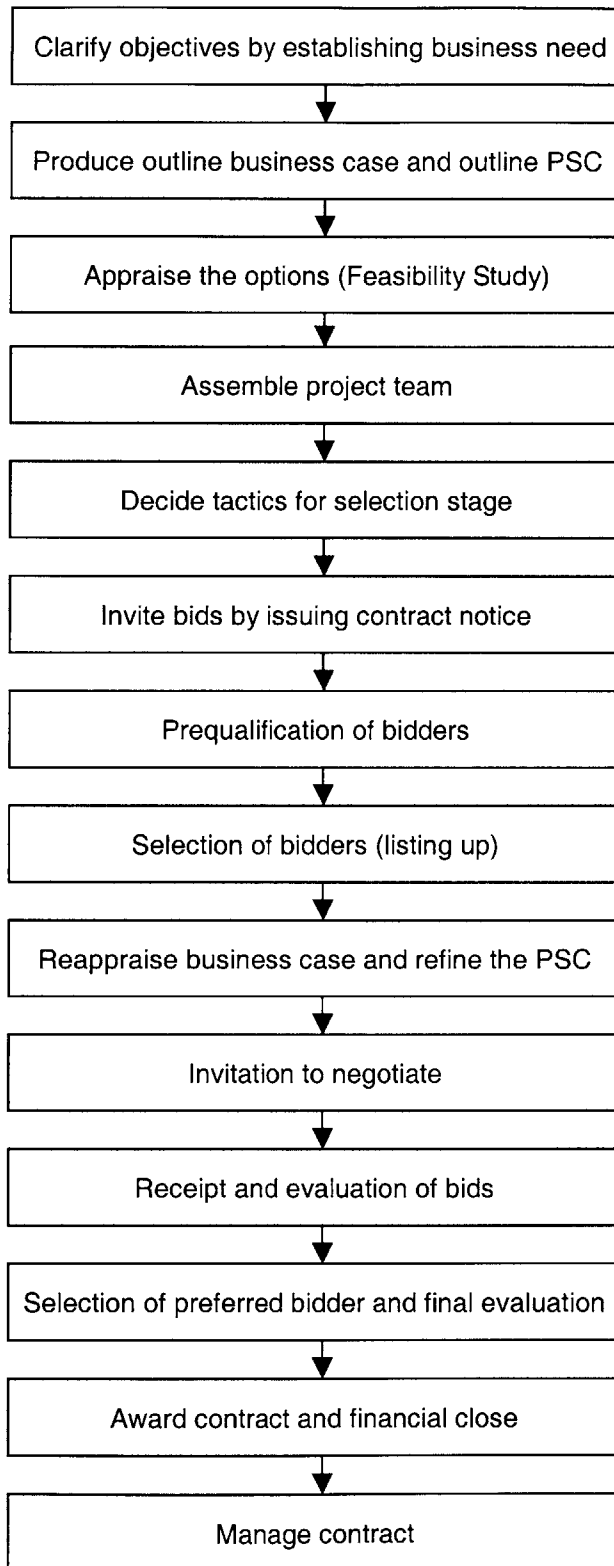 Clarify objectives by establishing business need
Produce outline business case and outline PSC
Appraise the options (Feasibility Study)
Assemble project team
Decide tactics for selection stage
Invite bids by issuing contract notice
Prequalification of bidders
Selection of bidders (listing up)
Reappraise business case and refine the PSC
Invitation to negotiate
Receipt and evaluation of bids
Selection of preferred bidder and final evaluation
Award contract and financial close
Manage contract